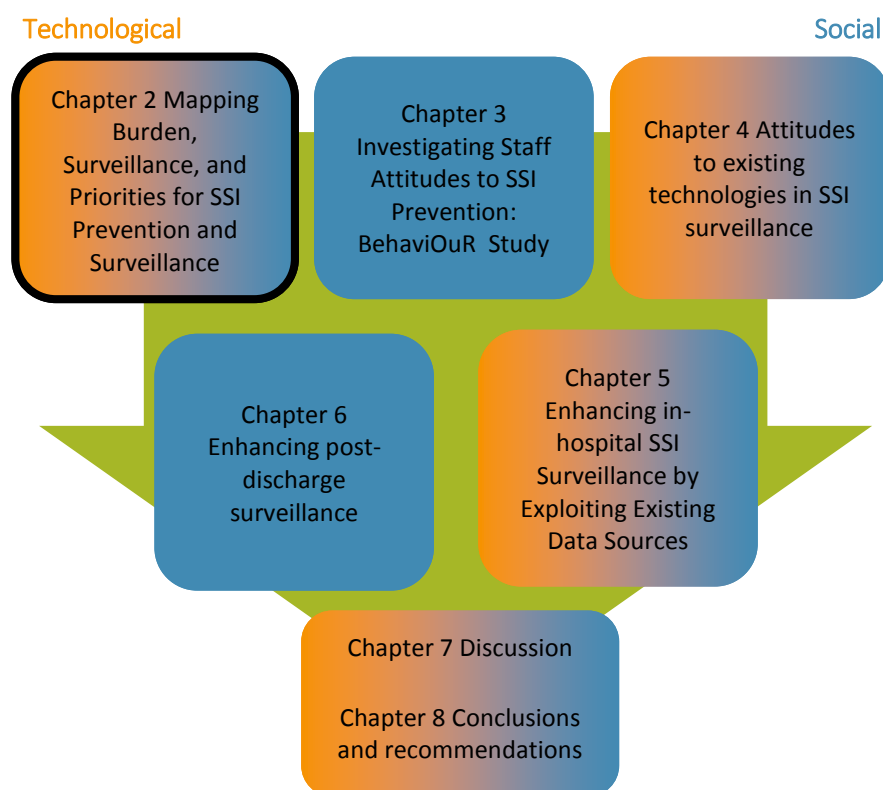 Technological
Social
Chapter 2 Mapping
Burden,
Surveillance, and
Priorities for SSI
Prevention and
Surveillance
Chapter 3
Investigating Staff
Attitudes to SSI
Prevention:
BehaviOuR Study
Chapter 4 Attitudes
to existing
technologies in SSI
surveillance
Chapter 6
Enhancing post-
discharge
surveillance
Chapter 5
Enhancing in-
hospital SSI
Surveillance by
Exploiting Existing
Data Sources
Chapter 7 Discussion
Chapter 8 Conclusions
and recommendations